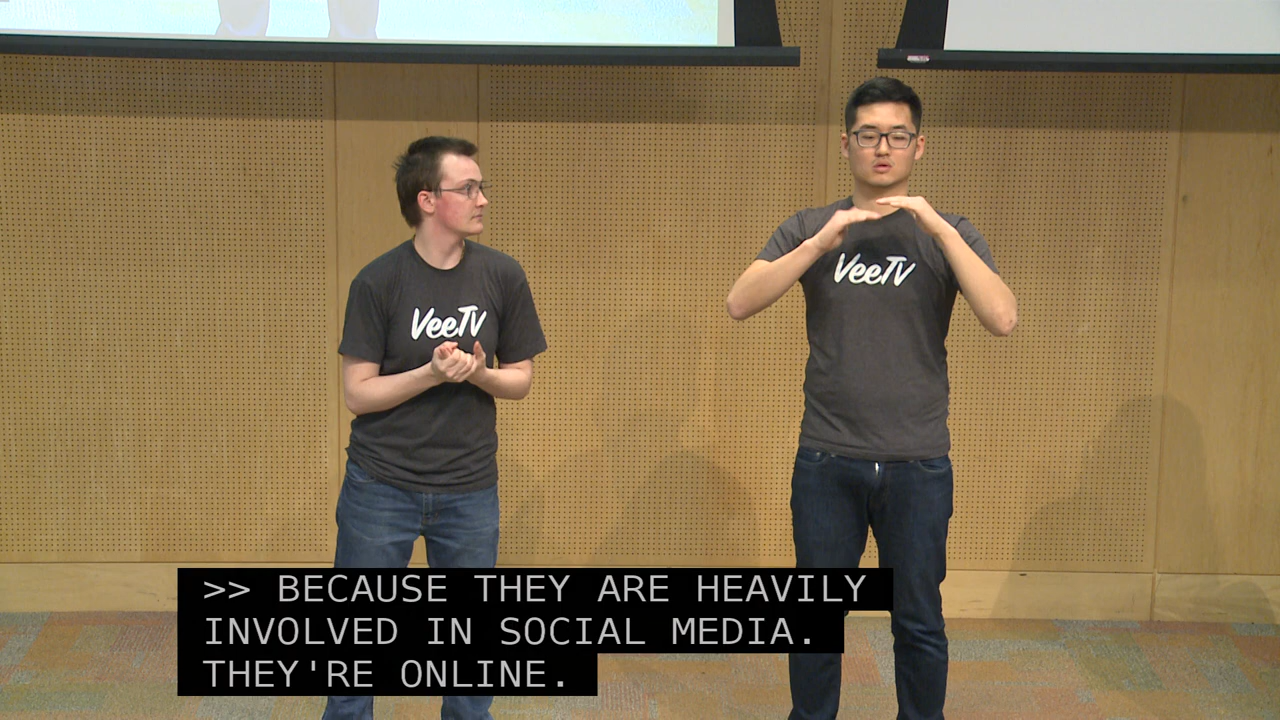 VeeTV
VeeTV
>> BECAUSE THEY ARE HEAVILY
INVOLVED IN SOCIAL MEDIA.
THEY'RE ONLINE.